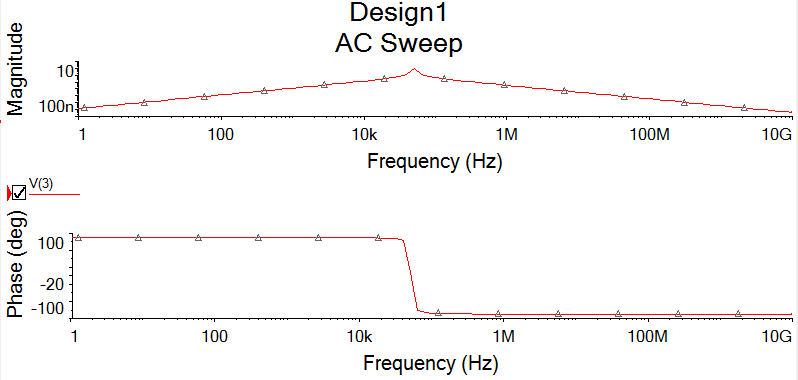 Design1
AC Sweep
Magnitude
10
100n
1 100 10k 1M 100M 10G
Frequency (Hz)
V(3)
Phase (deg)
100
-20
-100
1 100 10k 1M 100M 10G
Frequency (Hz)